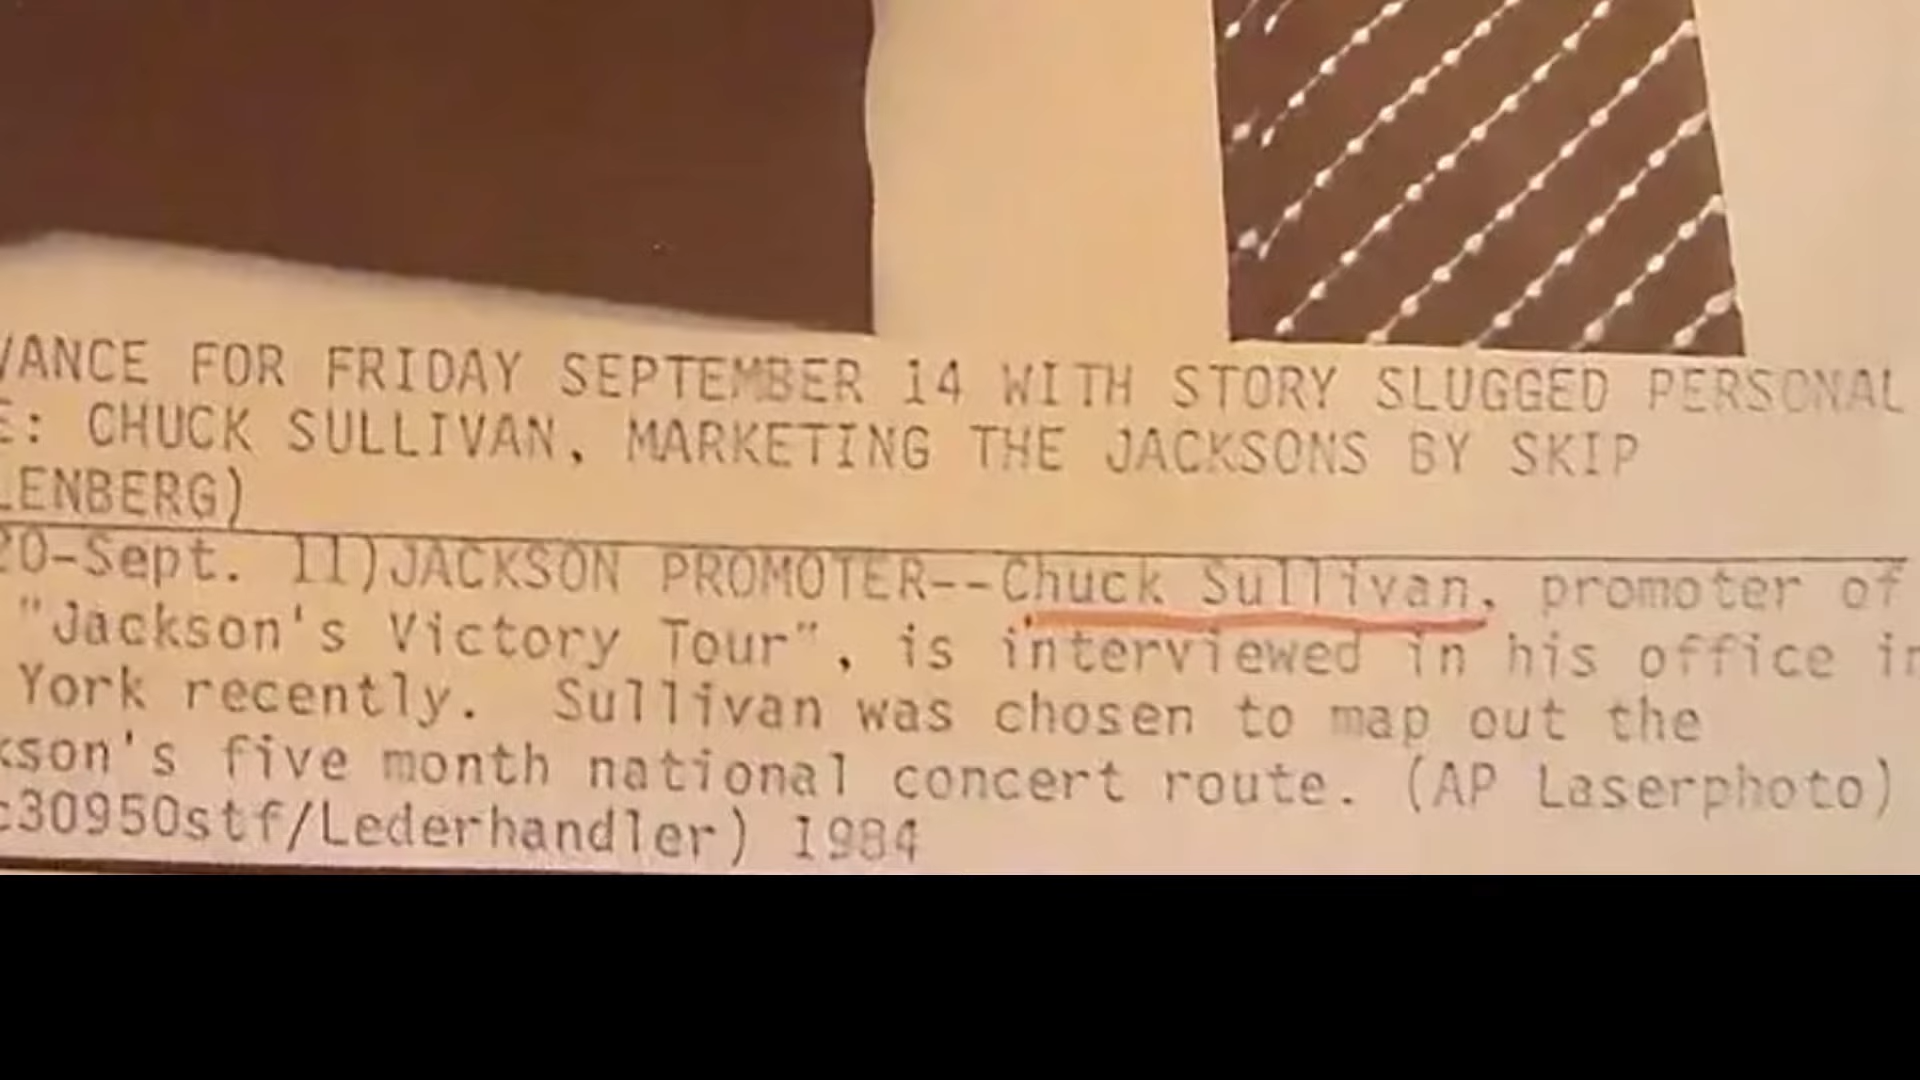 VANCE FOR FRIDAY SEPTEMBER 14 WITH STORY SLUGGED PERSONAL
E: CHUCK SULLIVAN, MARKETING THE JACKSONS BY SKIP
LENBERG)
20-Sept. 11)JACKSON PROMOTER--Chuck Sullivan, promoter of
"Jackson's Victory Tour", is interviewed in his office in
York recently. Sullivan was chosen to map out the
kson's five month national concert route. (AP Laserphoto)
c30950stf/Lederhandler) 1984